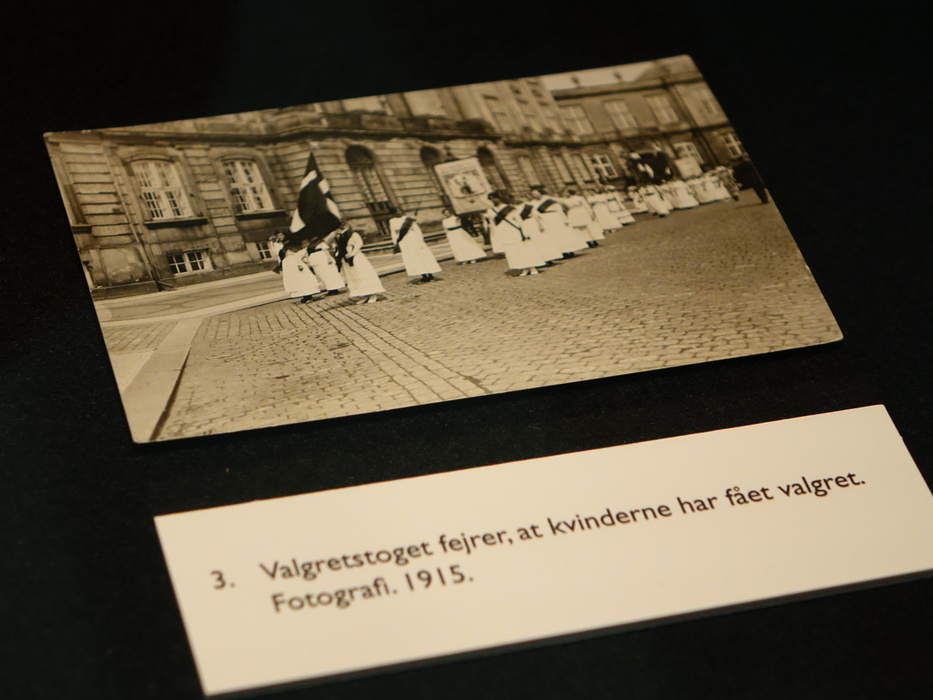 3. Valgretstoget fejrer, at kvinderne har fået valgret.
Fotografi. 1915.